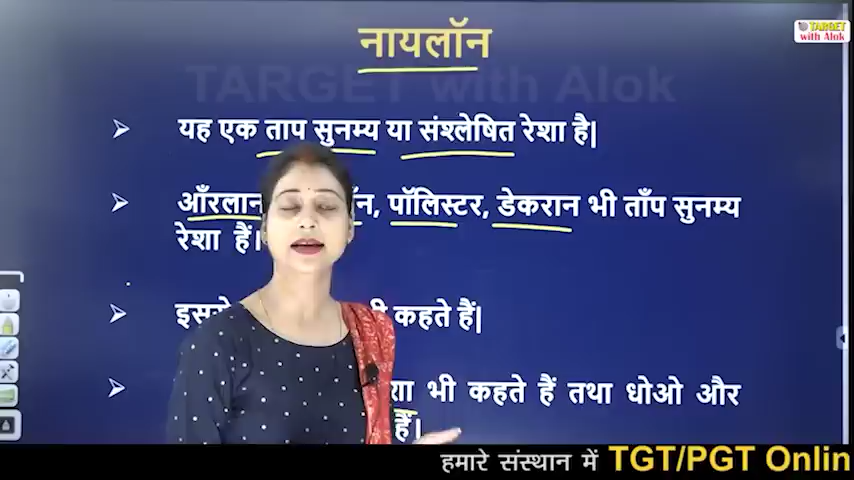 TARGET
with Alok
नायलॉन
TARGET with Alok
यह एक ताप सुनम्य या संश्लेषित रेशा है|
आँरलान न, पॉलिस्टर, डेकरान भी ताँप सुनम्य
रेशा हैं।
कहते हैं|
भी कहते हैं तथा धोओ और
हैं।
हमारे संस्थान में TGT/PGT Onlin